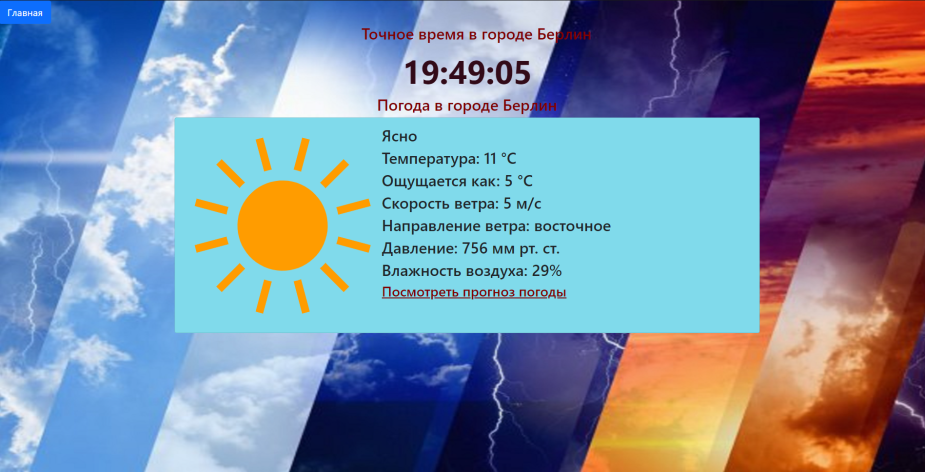 Главная
Точное время в городе Берлин
19:49:05
Погода в городе Берлин
Ясно
Температура: 11 °C
Ощущается как: 5 °C
Скорость ветра: 5 м/с
Направление ветра: восточное
Давление: 756 мм рт. ст.
Влажность воздуха: 29%
Посмотреть прогноз погоды